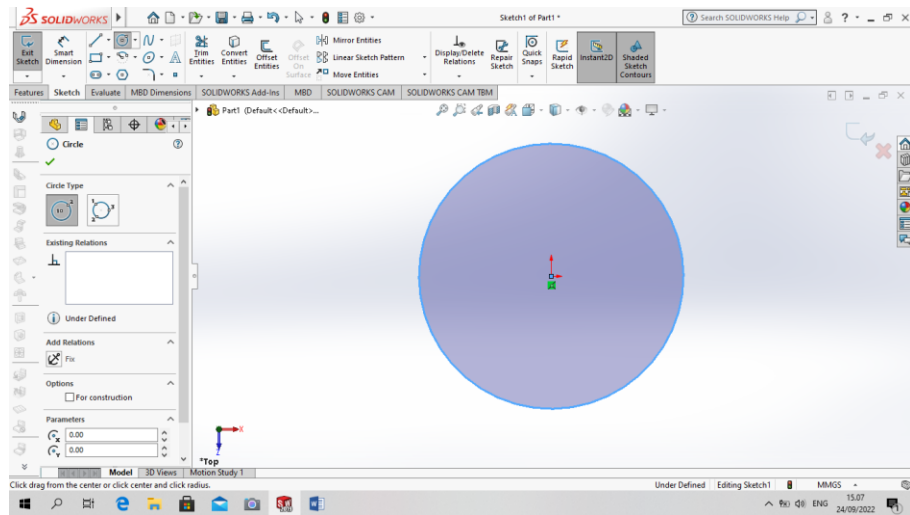 SOLIDWORKS
Sketch1 of Part1 *
Search SOLIDWORKS Help
Exit Sketch
Smart Dimension
Trim Entities
Convert Entities
Offset Entities
Offset On Surface
Mirror Entities
Linear Sketch Pattern
Move Entities
Display/Delete Relations
Repair Sketch
Quick Snaps
Rapid Sketch
Instant2D
Shaded Sketch Contours
Features Sketch Evaluate MBD Dimensions SOLIDWORKS Add-Ins MBD SOLIDWORKS CAM SOLIDWORKS CAM TBM
Part1 (Default<<Default>...
Circle
Circle Type
Existing Relations
Under Defined
Add Relations
Fix
Options
For construction
Parameters
0.00
0.00
X
Z
*Top
Model 3D Views Motion Study 1
Click drag from the center or click center and click radius.
Under Defined Editing Sketch1 MMGS
ENG
15.07
24/09/2022